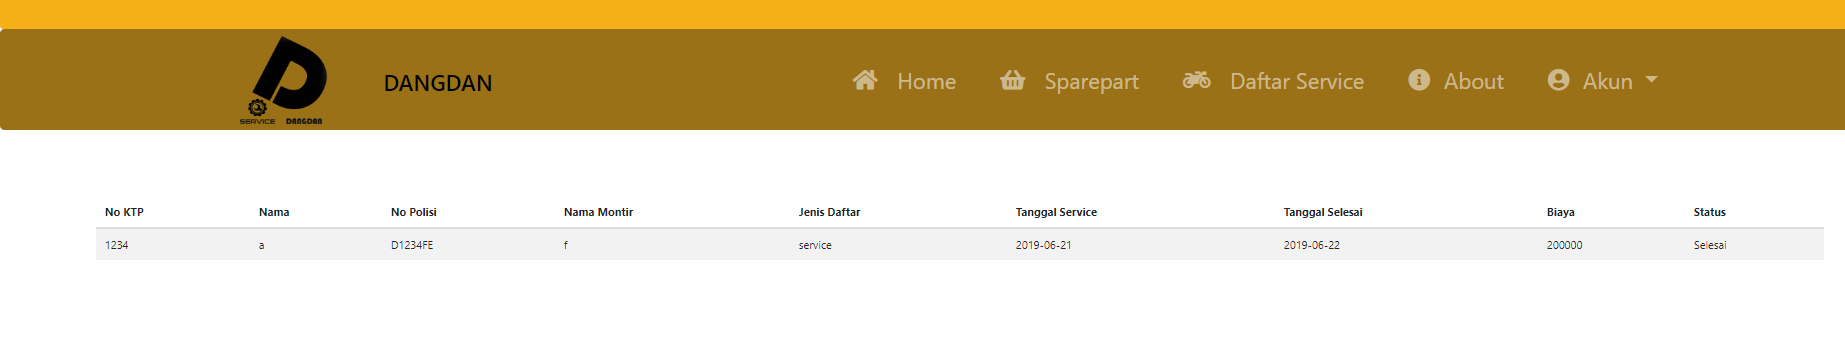 DANGDAN Home Sparepart Daftar Service About Akun
SERVICE DANGDAN
No KTP Nama No Polisi Nama Montir Jenis Daftar Tanggal Service Tanggal Selesai Biaya Status
1234 a D1234FE f service 2019-06-21 2019-06-22 200000 Selesai